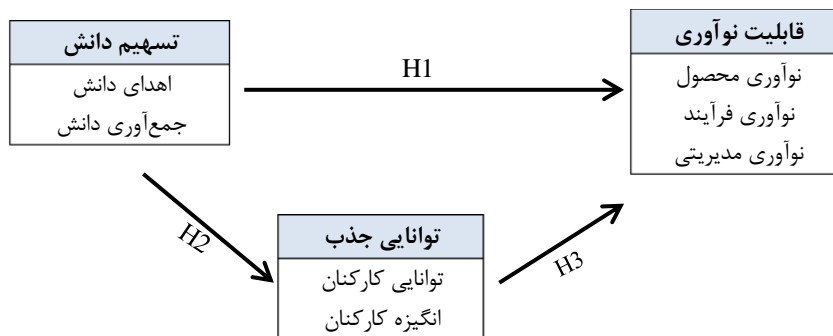 تسهیم دانش
اهدای دانش
جمع‌آوری دانش
H1
قابلیت نوآوری
نوآوری محصول
نوآوری فرآیند
نوآوری مدیریتی
H2
توانایی جذب
توانایی کارکنان
انگیزه کارکنان
H3